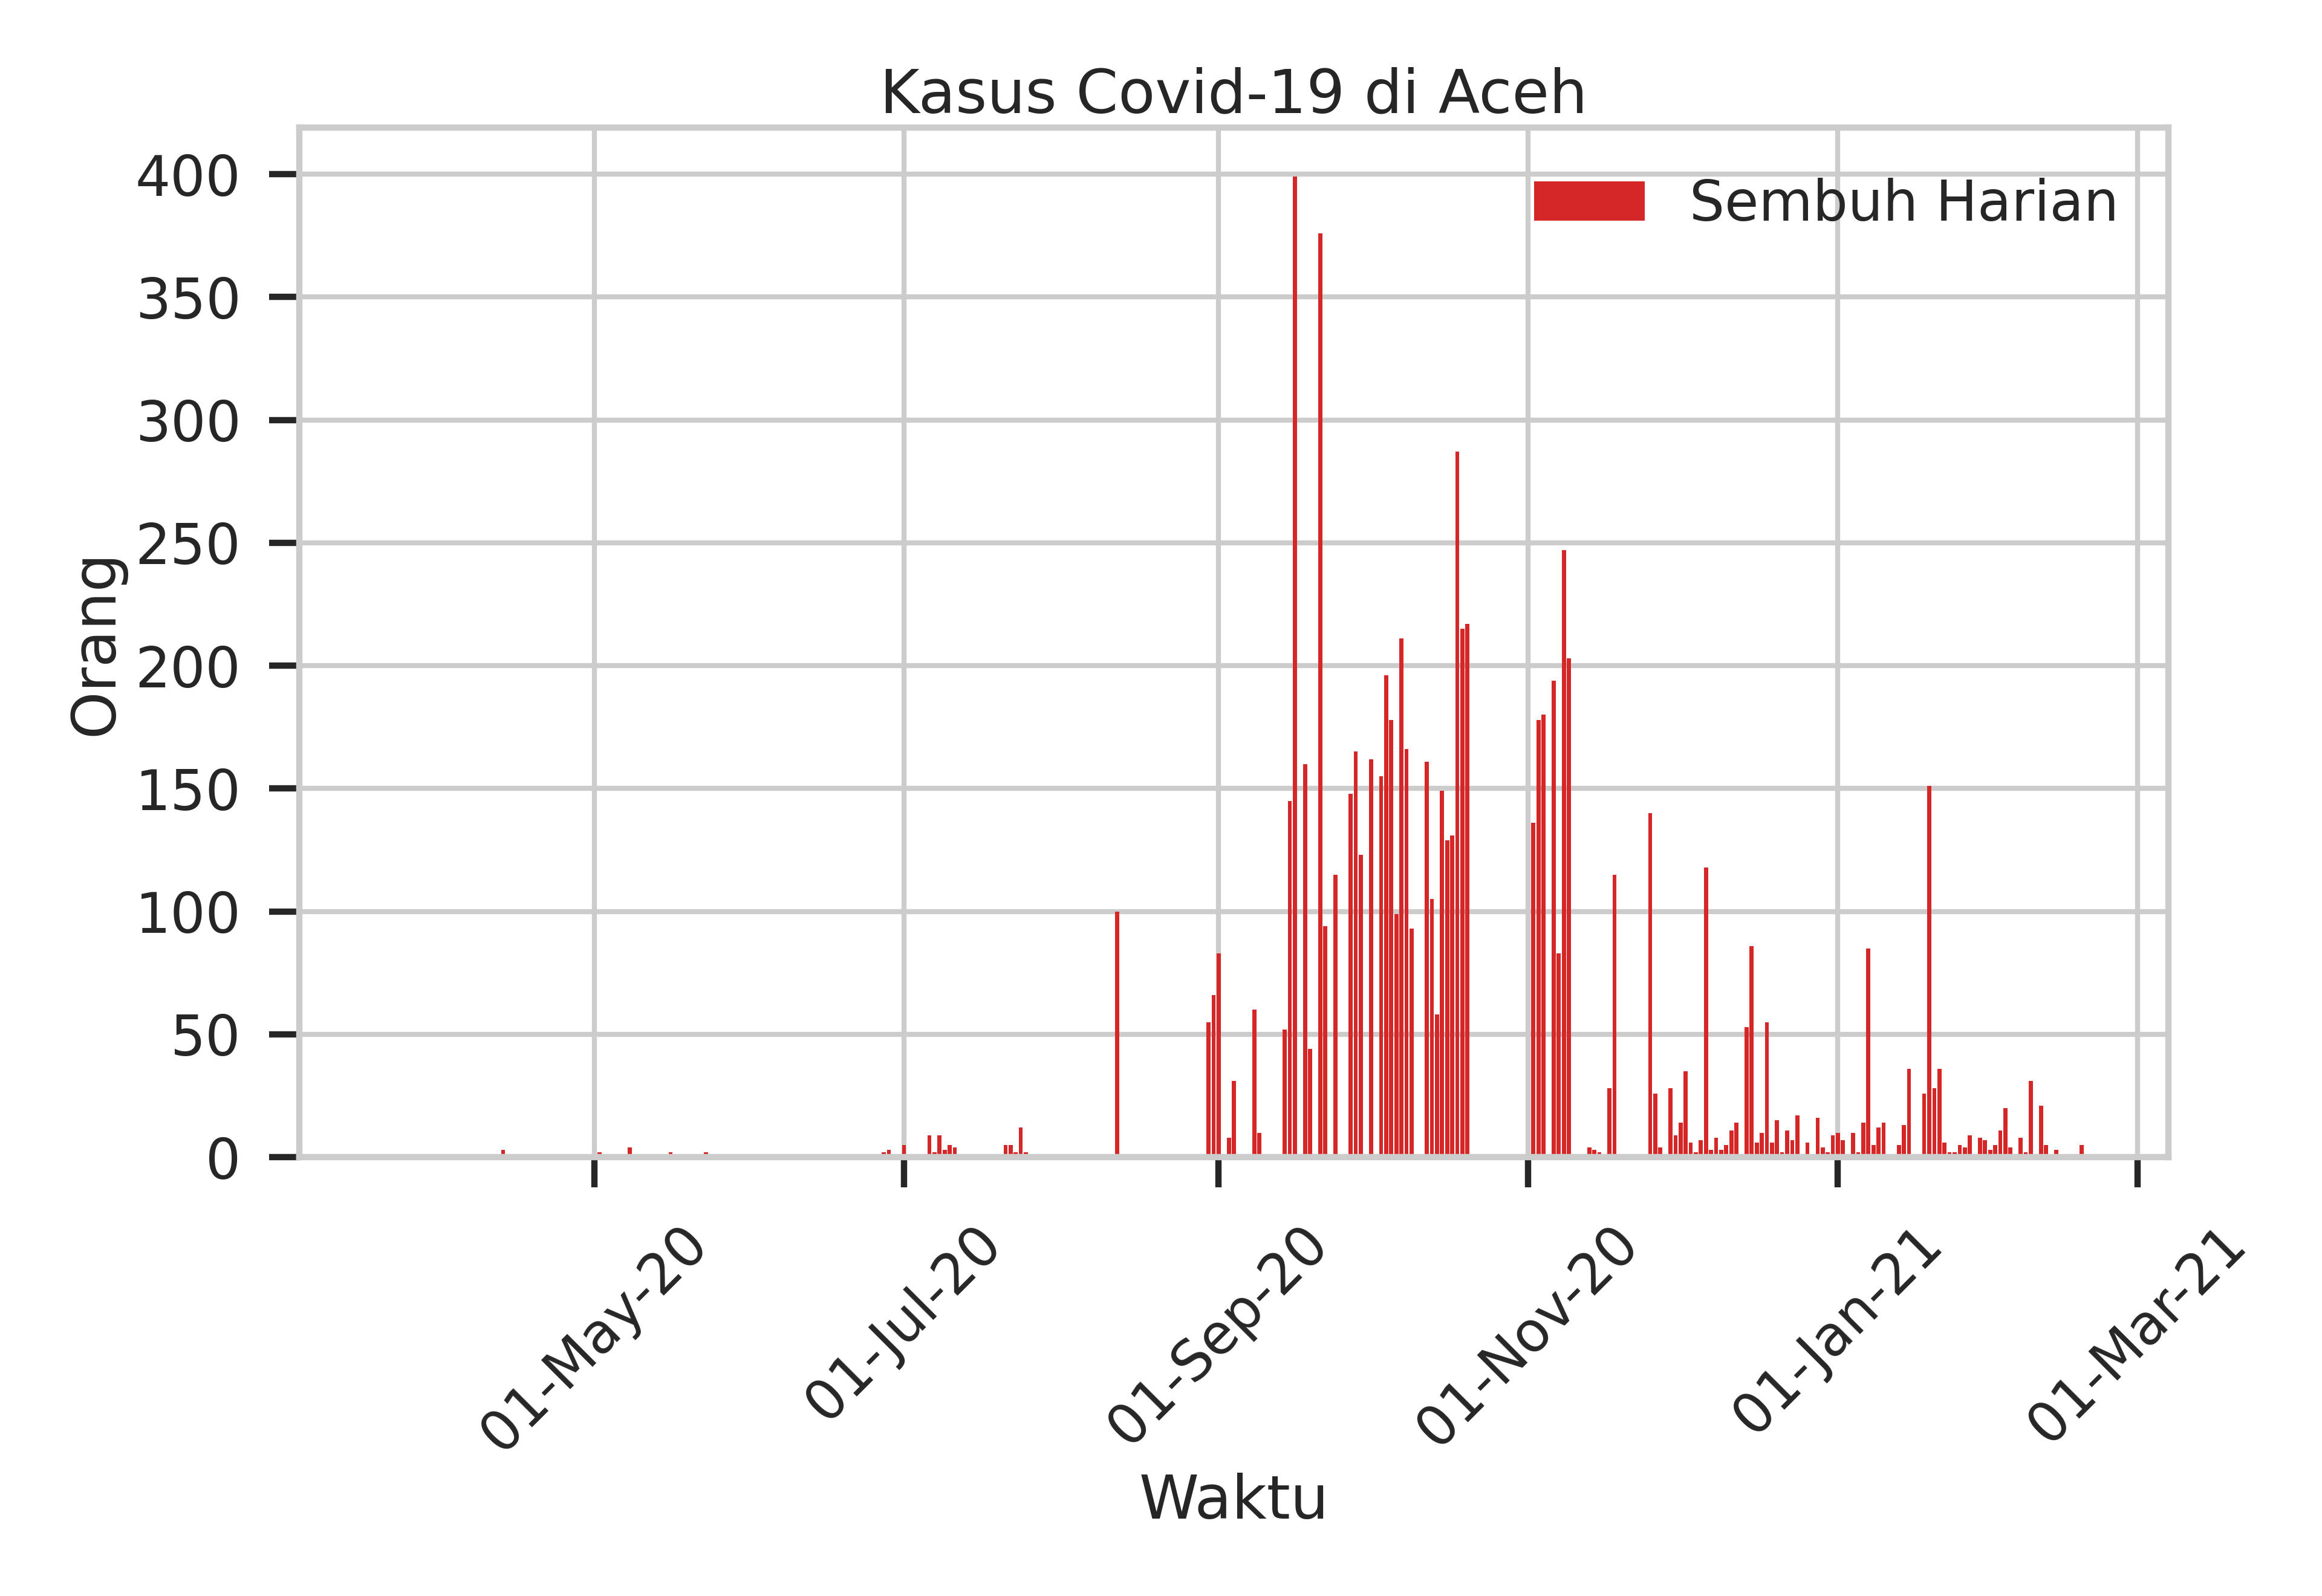 Kasus Covid-19 di Aceh
Sembuh Harian
Orang
400
350
300
250
200
150
100
50
0
01-May-20
01-Jul-20
01-Sep-20
01-Nov-20
01-Jan-21
01-Mar-21
Waktu